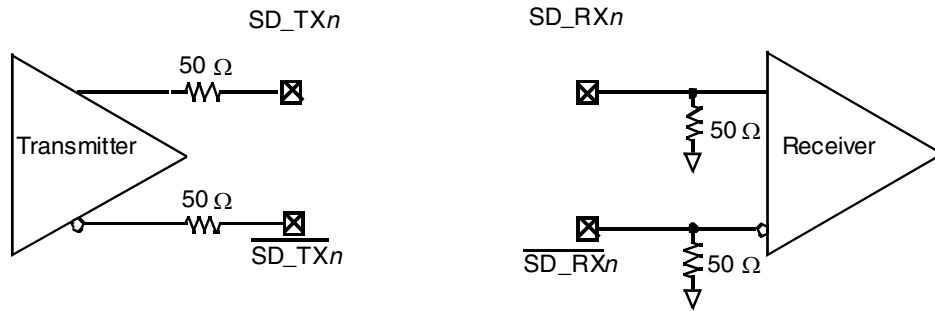 SD_TXn
SD_RXn
50 Ω
50 Ω
Transmitter
Receiver
50 Ω
SD_TXn
SD_RXn
50 Ω